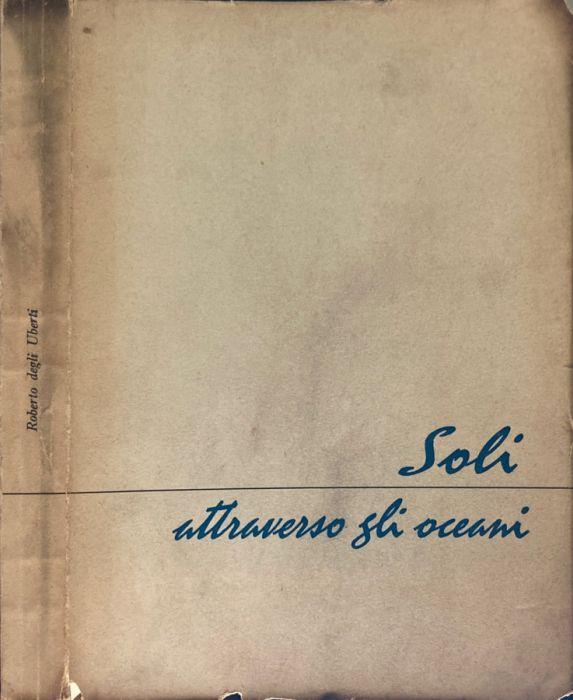 Roberto degli Uberti
Soli
attraverso gli oceani